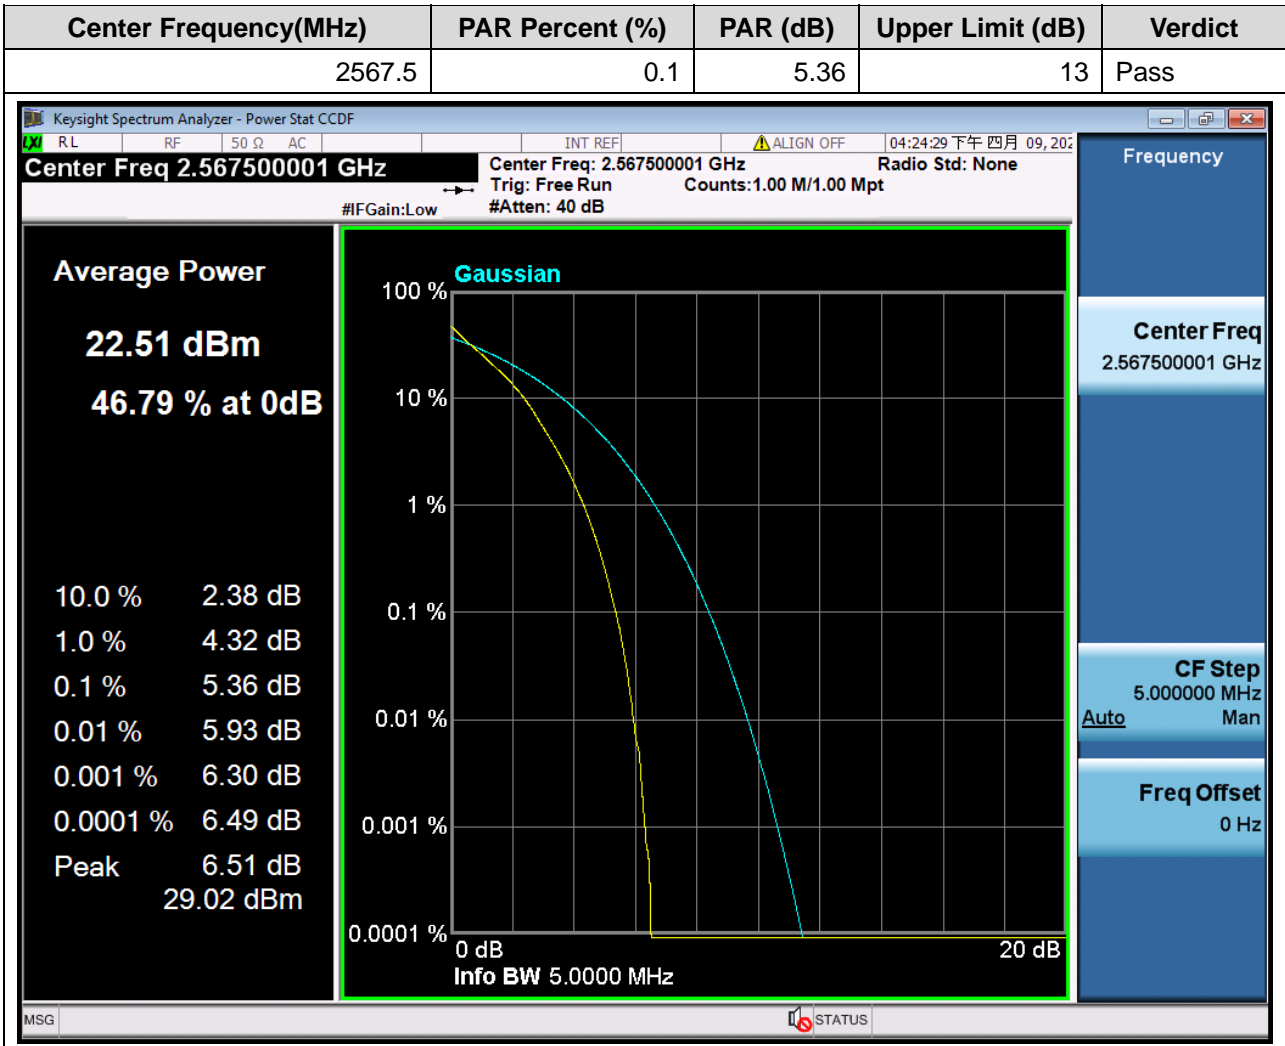 Center Frequency(MHz) PAR Percent (%) PAR (dB) Upper Limit (dB) Verdict
2567.5 0.1 5.36 13 Pass
Keysight Spectrum Analyzer - Power Stat CCDF
LXI RL RF 50 Ω AC INT REF ALIGN OFF 04:24:29 下午 四月 09, 202
Center Freq 2.567500001 GHz
Center Freq: 2.567500001 GHz Radio Std: None
Trig: Free Run Counts:1.00 M/1.00 Mpt
#IFGain:Low #Atten: 40 dB
Frequency
Average Power
22.51 dBm
46.79 % at 0dB
10.0 % 2.38 dB
1.0 % 4.32 dB
0.1 % 5.36 dB
0.01 % 5.93 dB
0.001 % 6.30 dB
0.0001 % 6.49 dB
Peak 6.51 dB
29.02 dBm
Gaussian
100 %
10 %
1 %
0.1 %
0.01 %
0.001 %
0.0001 %
0 dB 20 dB
Info BW 5.0000 MHz
Center Freq
2.567500001 GHz
CF Step
5.000000 MHz
Auto Man
Freq Offset
0 Hz
MSG STATUS